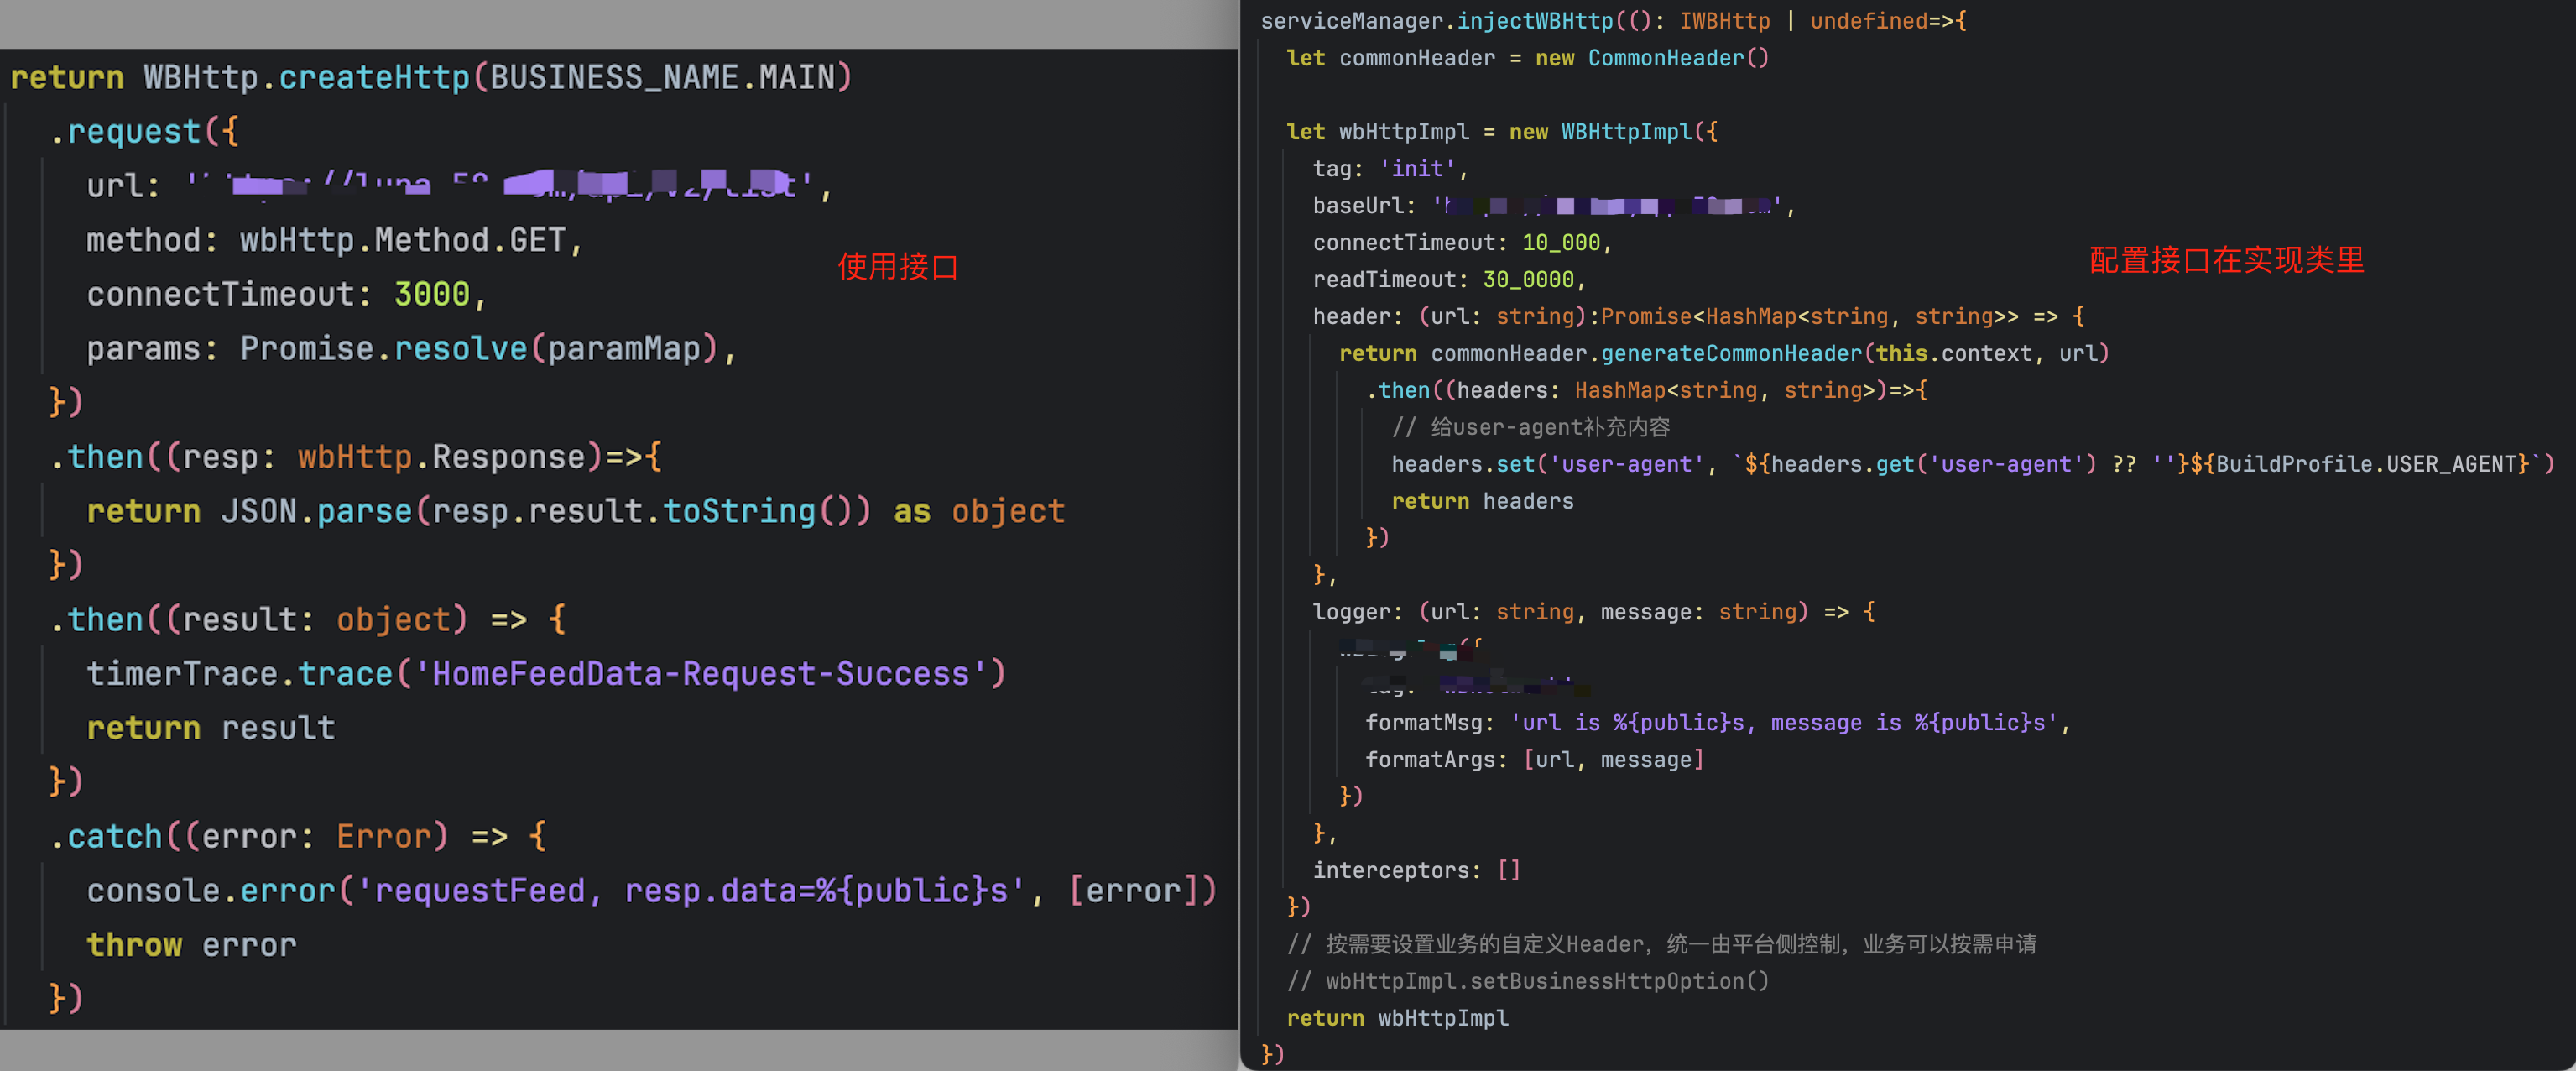 return WBHttp.createHttp(BUSINESS_NAME.MAIN)
.request({
url:
method: wbHttp.Method.GET,
connectTimeout: 3000,
params: Promise.resolve(paramMap),
})
.then((resp: wbHttp.Response)=>{
return JSON.parse(resp.result.toString()) as object
})
.then((result: object) => {
timerTrace.trace('HomeFeedData-Request-Success')
return result
})
.catch((error: Error) => {
console.error('requestFeed, resp.data=%{public}s', [error])
throw error
})
使用接口
serviceManager.injectWBHttp((): IWBHttp | undefined=>{
let commonHeader = new CommonHeader()
let wbHttpImpl = new WBHttpImpl({
tag: 'init',
baseUrl:
connectTimeout: 10_000,
readTimeout: 30_0000,
header: (url: string):Promise<HashMap<string, string>> => {
return commonHeader.generateCommonHeader(this.context, url)
.then((headers: HashMap<string, string>)=>{
// 给user-agent补充内容
headers.set('user-agent', `${headers.get('user-agent') ?? ''}${BuildProfile.USER_AGENT}`)
return headers
})
},
logger: (url: string, message: string) => {
formatMsg: 'url is %{public}s, message is %{public}s',
formatArgs: [url, message]
})
},
interceptors: []
})
// 按需要设置业务的自定义Header，统一由平台侧控制，业务可以按需申请
// wbHttpImpl.setBusinessHttpOption()
return wbHttpImpl
})
配置接口在实现类里